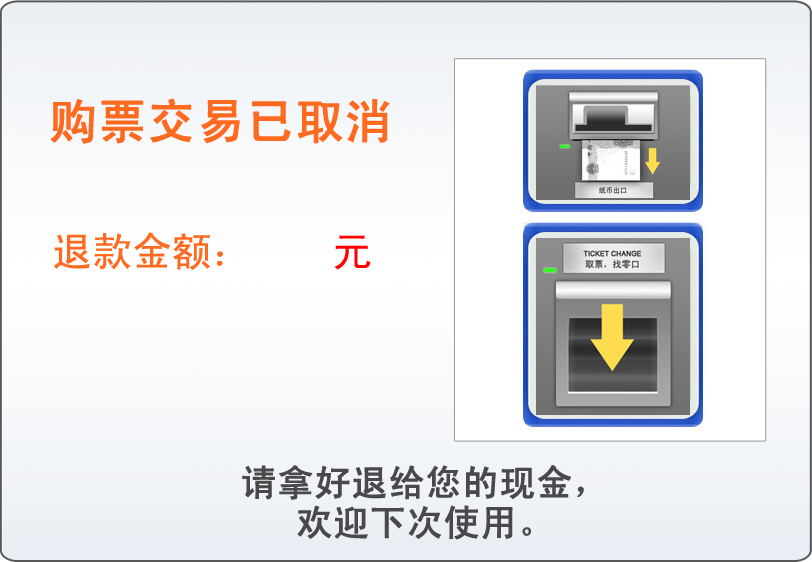 购票交易已取消
退款金额： 元
纸币出口
TICKET CHANGE
取票，找零口
请拿好退给您的现金，
欢迎下次使用。